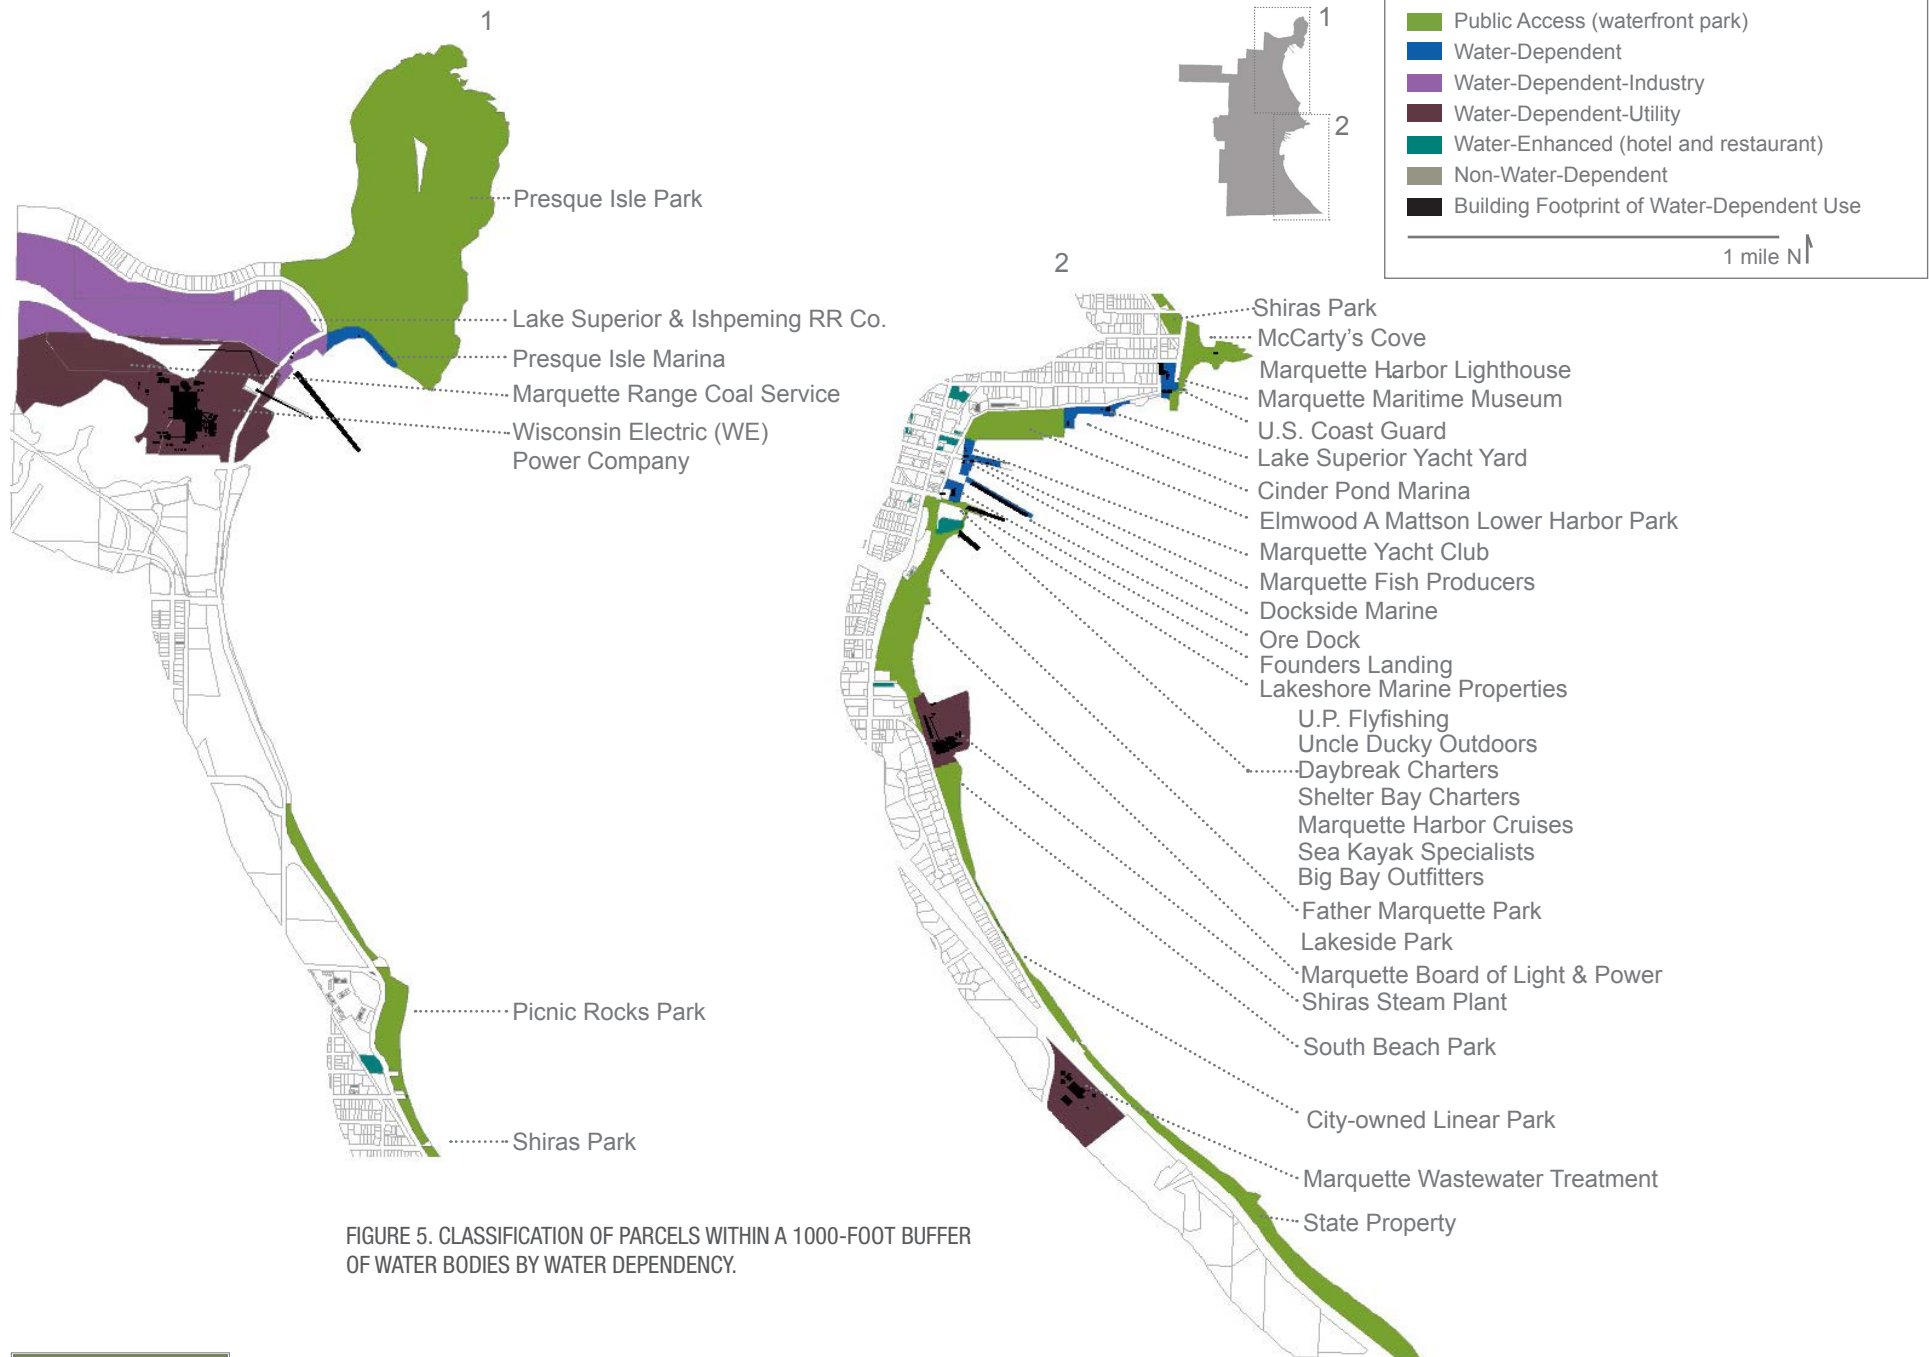 1
Presque Isle Park
Lake Superior & Ishpeming RR Co.
Presque Isle Marina
Marquette Range Coal Service
Wisconsin Electric (WE)
Power Company
Picnic Rocks Park
Shiras Park
1
2
Public Access (waterfront park)
Water-Dependent
Water-Dependent-Industry
Water-Dependent-Utility
Water-Enhanced (hotel and restaurant)
Non-Water-Dependent
Building Footprint of Water-Dependent Use
1 mile N
2
Shiras Park
McCarty's Cove
Marquette Harbor Lighthouse
Marquette Maritime Museum
U.S. Coast Guard
Lake Superior Yacht Yard
Cinder Pond Marina
Elmwood A Mattson Lower Harbor Park
Marquette Yacht Club
Marquette Fish Producers
Dockside Marine
Ore Dock
Founders Landing
Lakeshore Marine Properties
U.P. Flyfishing
Uncle Ducky Outdoors
Daybreak Charters
Shelter Bay Charters
Marquette Harbor Cruises
Sea Kayak Specialists
Big Bay Outfitters
Father Marquette Park
Lakeside Park
Marquette Board of Light & Power
Shiras Steam Plant
South Beach Park
City-owned Linear Park
Marquette Wastewater Treatment
State Property
FIGURE 5. CLASSIFICATION OF PARCELS WITHIN A 1000-FOOT BUFFER
OF WATER BODIES BY WATER DEPENDENCY.